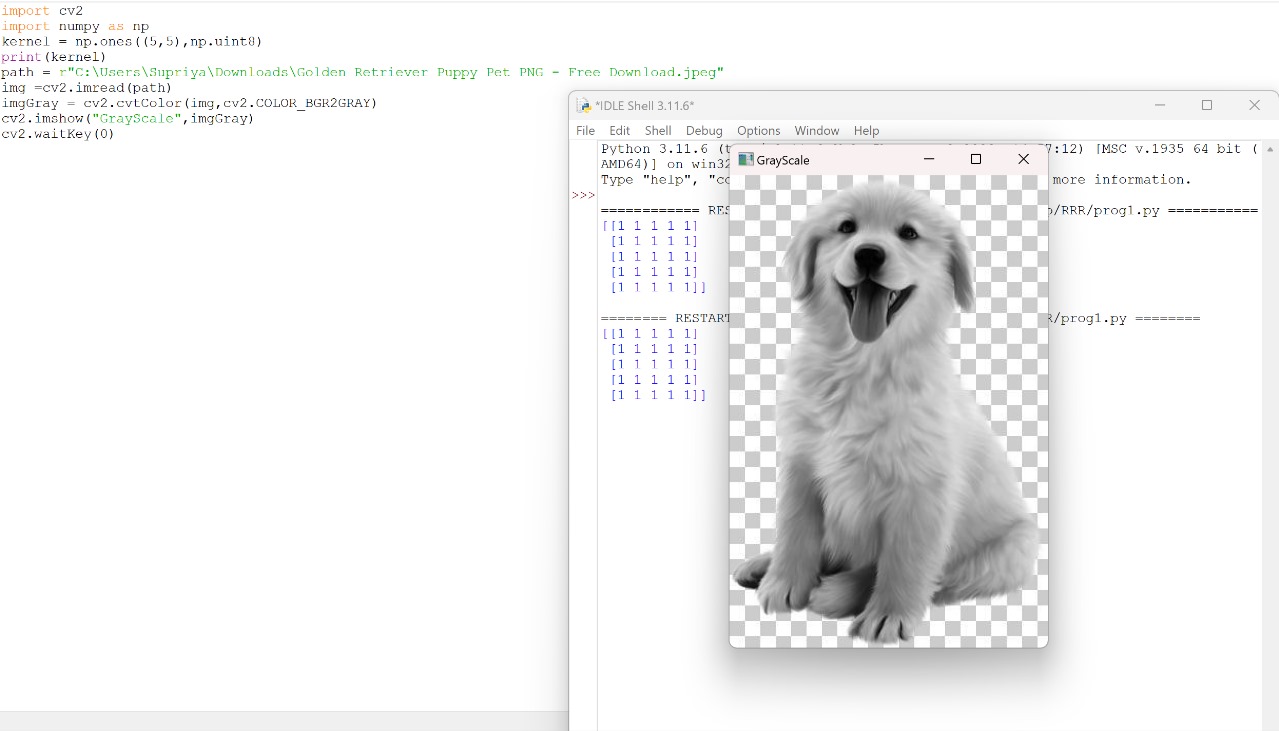 import cv2
import numpy as np
kernel = np.ones((5,5),np.uint8)
print(kernel)
path = r"C:\Users\Supriya\Downloads\Golden Retriever Puppy Pet PNG - Free Download.jpeg"
img =cv2.imread(path)
imgGray = cv2.cvtColor(img,cv2.COLOR_BGR2GRAY)
cv2.imshow("GrayScale",imgGray)
cv2.waitKey(0)
*IDLE Shell 3.11.6*
File Edit Shell Debug Options Window Help
Python 3.11.6 7:12) [MSC v.1935 64 bit (
AMD64)] on win32
Type "help", more information.
>>>
============ /RRR/prog1.py ===========
[[1 1 1 1 1]
[1 1 1 1 1]
[1 1 1 1 1]
[1 1 1 1 1]
[1 1 1 1 1]]
======== RESTART /prog1.py ========
[[1 1 1 1 1]
[1 1 1 1 1]
[1 1 1 1 1]
[1 1 1 1 1]
[1 1 1 1 1]]
GrayScale